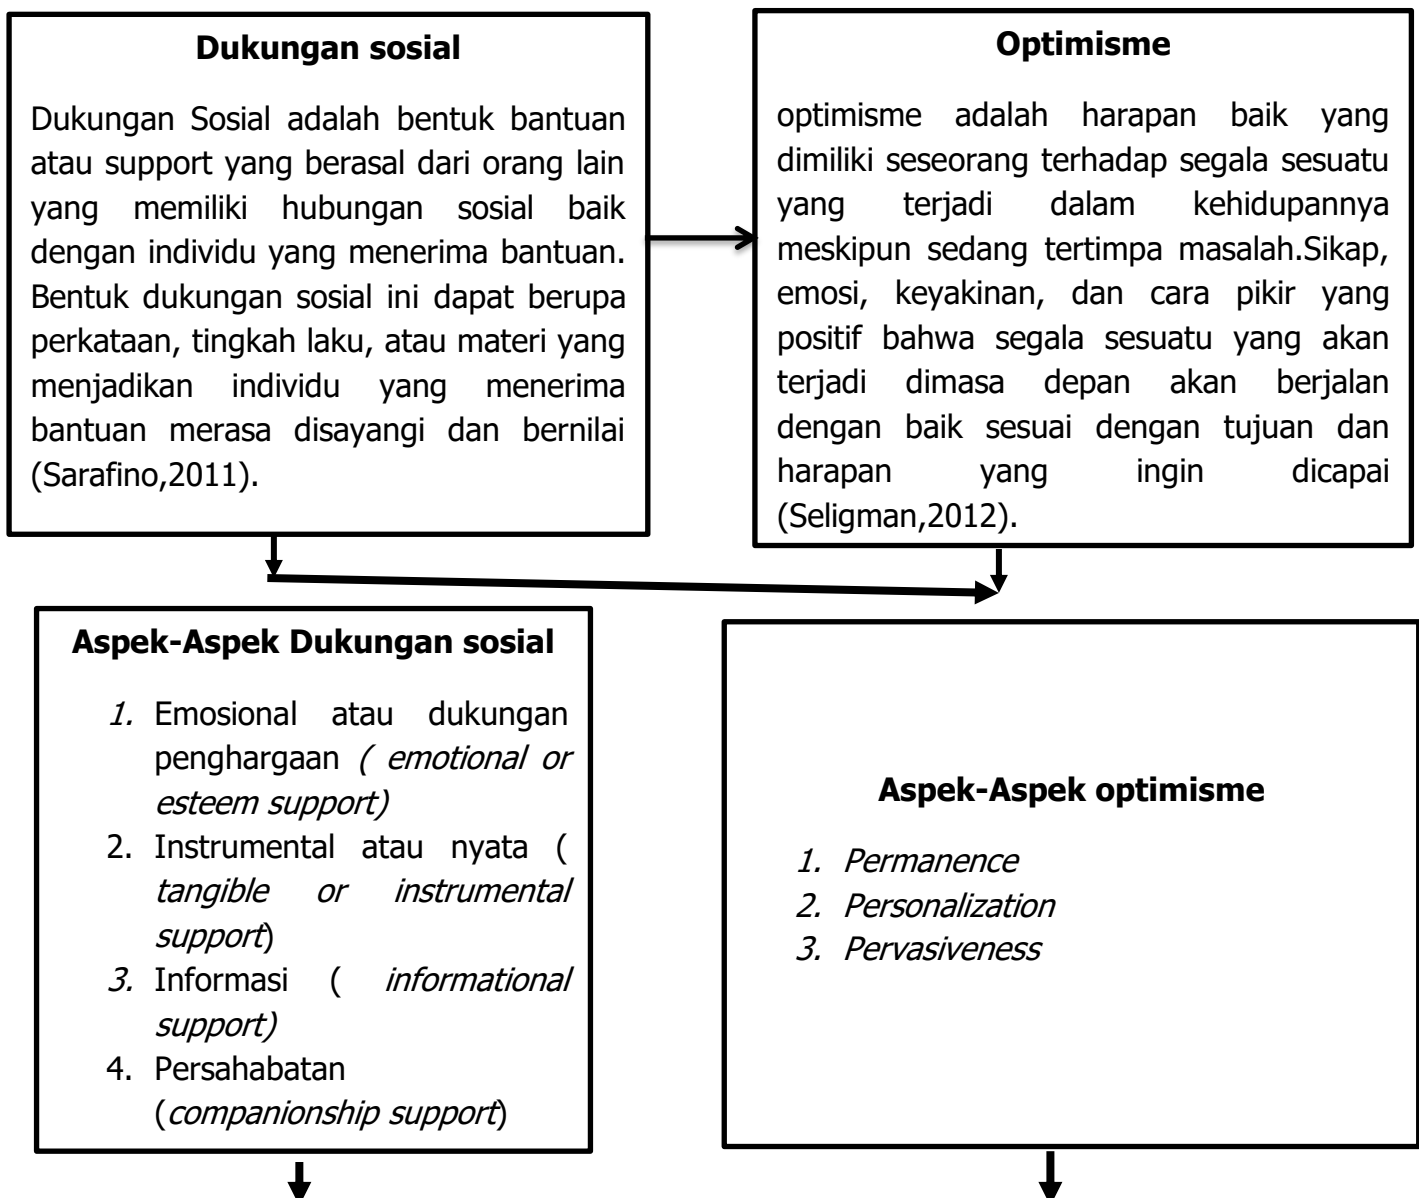 Dukungan sosial
Dukungan Sosial adalah bentuk bantuan
atau support yang berasal dari orang lain
yang memiliki hubungan sosial baik
dengan individu yang menerima bantuan.
Bentuk dukungan sosial ini dapat berupa
perkataan, tingkah laku, atau materi yang
menjadikan individu yang menerima
bantuan merasa disayangi dan bernilai
(Sarafino,2011).
Optimisme
optimisme adalah harapan baik yang
dimiliki seseorang terhadap segala sesuatu
yang terjadi dalam kehidupannya
meskipun sedang tertimpa masalah.Sikap,
emosi, keyakinan, dan cara pikir yang
positif bahwa segala sesuatu yang akan
terjadi dimasa depan akan berjalan
dengan baik sesuai dengan tujuan dan
harapan yang ingin dicapai
(Seligman,2012).
Aspek-Aspek Dukungan sosial
1. Emosional atau dukungan
penghargaan ( emotional or
esteem support)
2. Instrumental atau nyata (
tangible or instrumental
support)
3. Informasi ( informational
support)
4. Persahabatan
(companionship support)
Aspek-Aspek optimisme
1. Permanence
2. Personalization
3. Pervasiveness